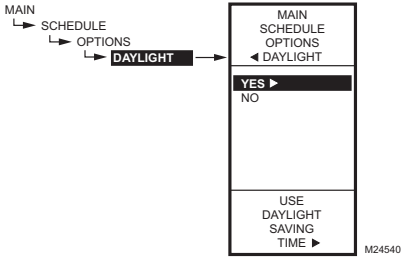 MAIN
SCHEDULE
OPTIONS
DAYLIGHT
MAIN
SCHEDULE
OPTIONS
◄ DAYLIGHT
YES ►
NO
USE
DAYLIGHT
SAVING
TIME ►
M24540